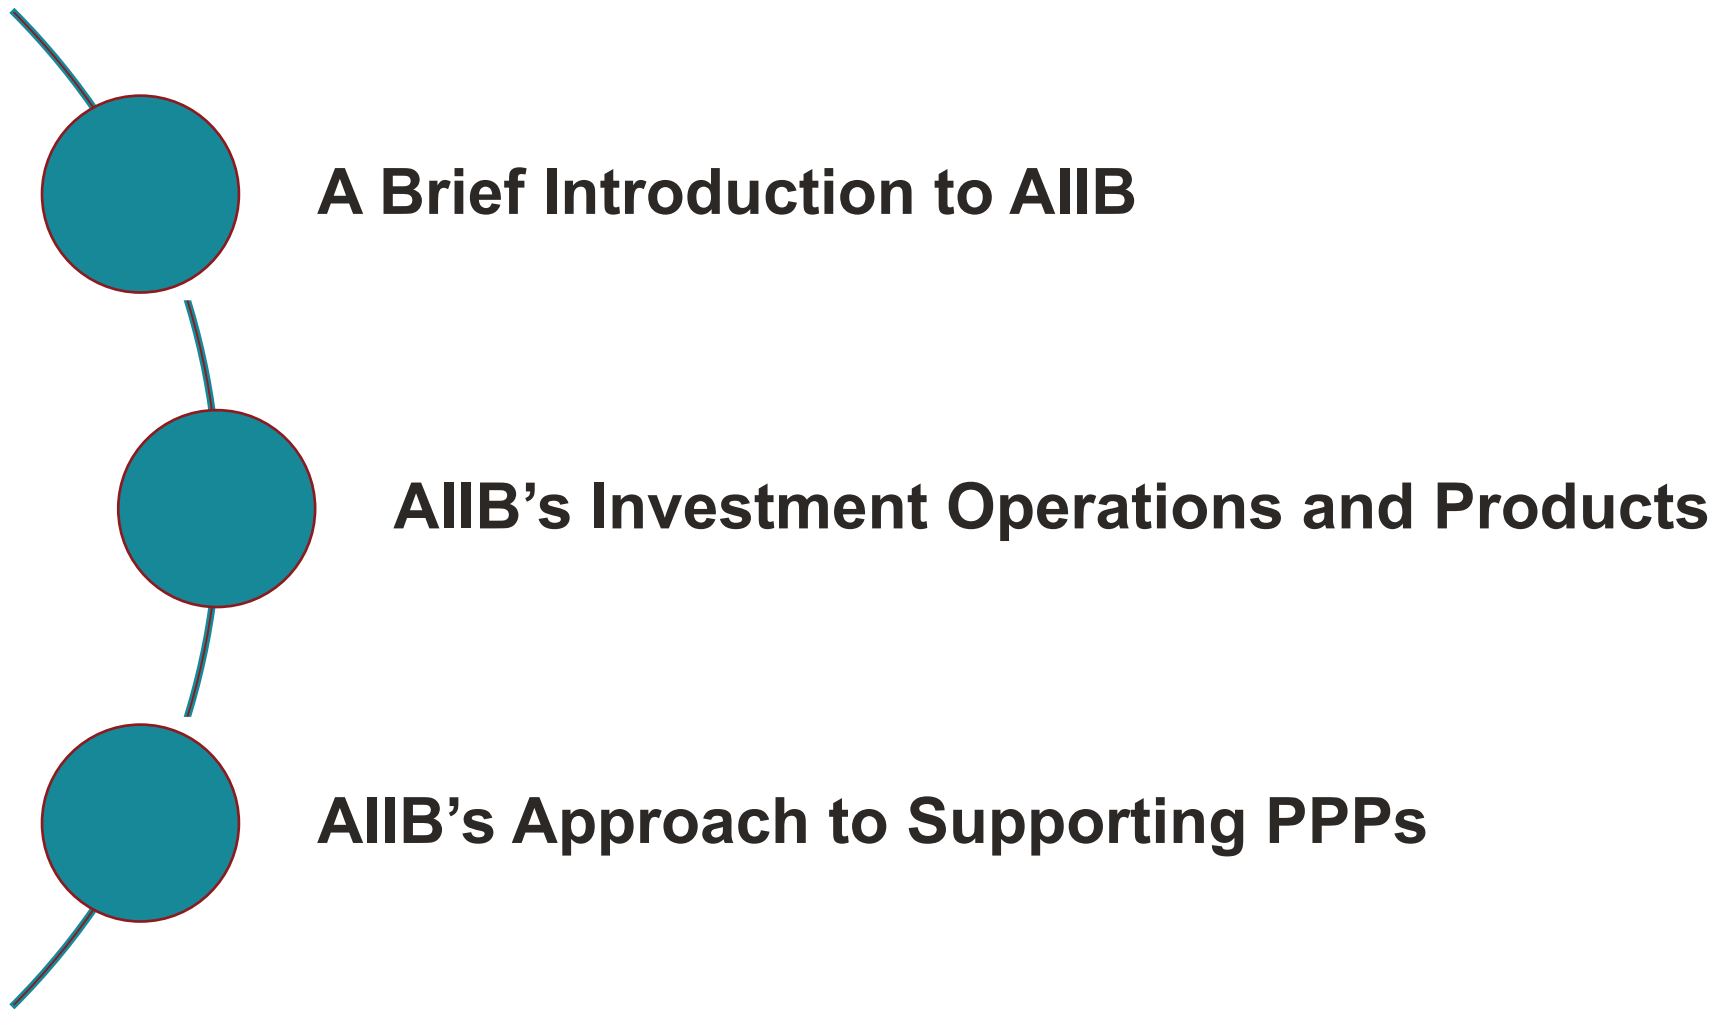 A Brief Introduction to AIIB
AIIB’s Investment Operations and Products
AIIB’s Approach to Supporting PPPs